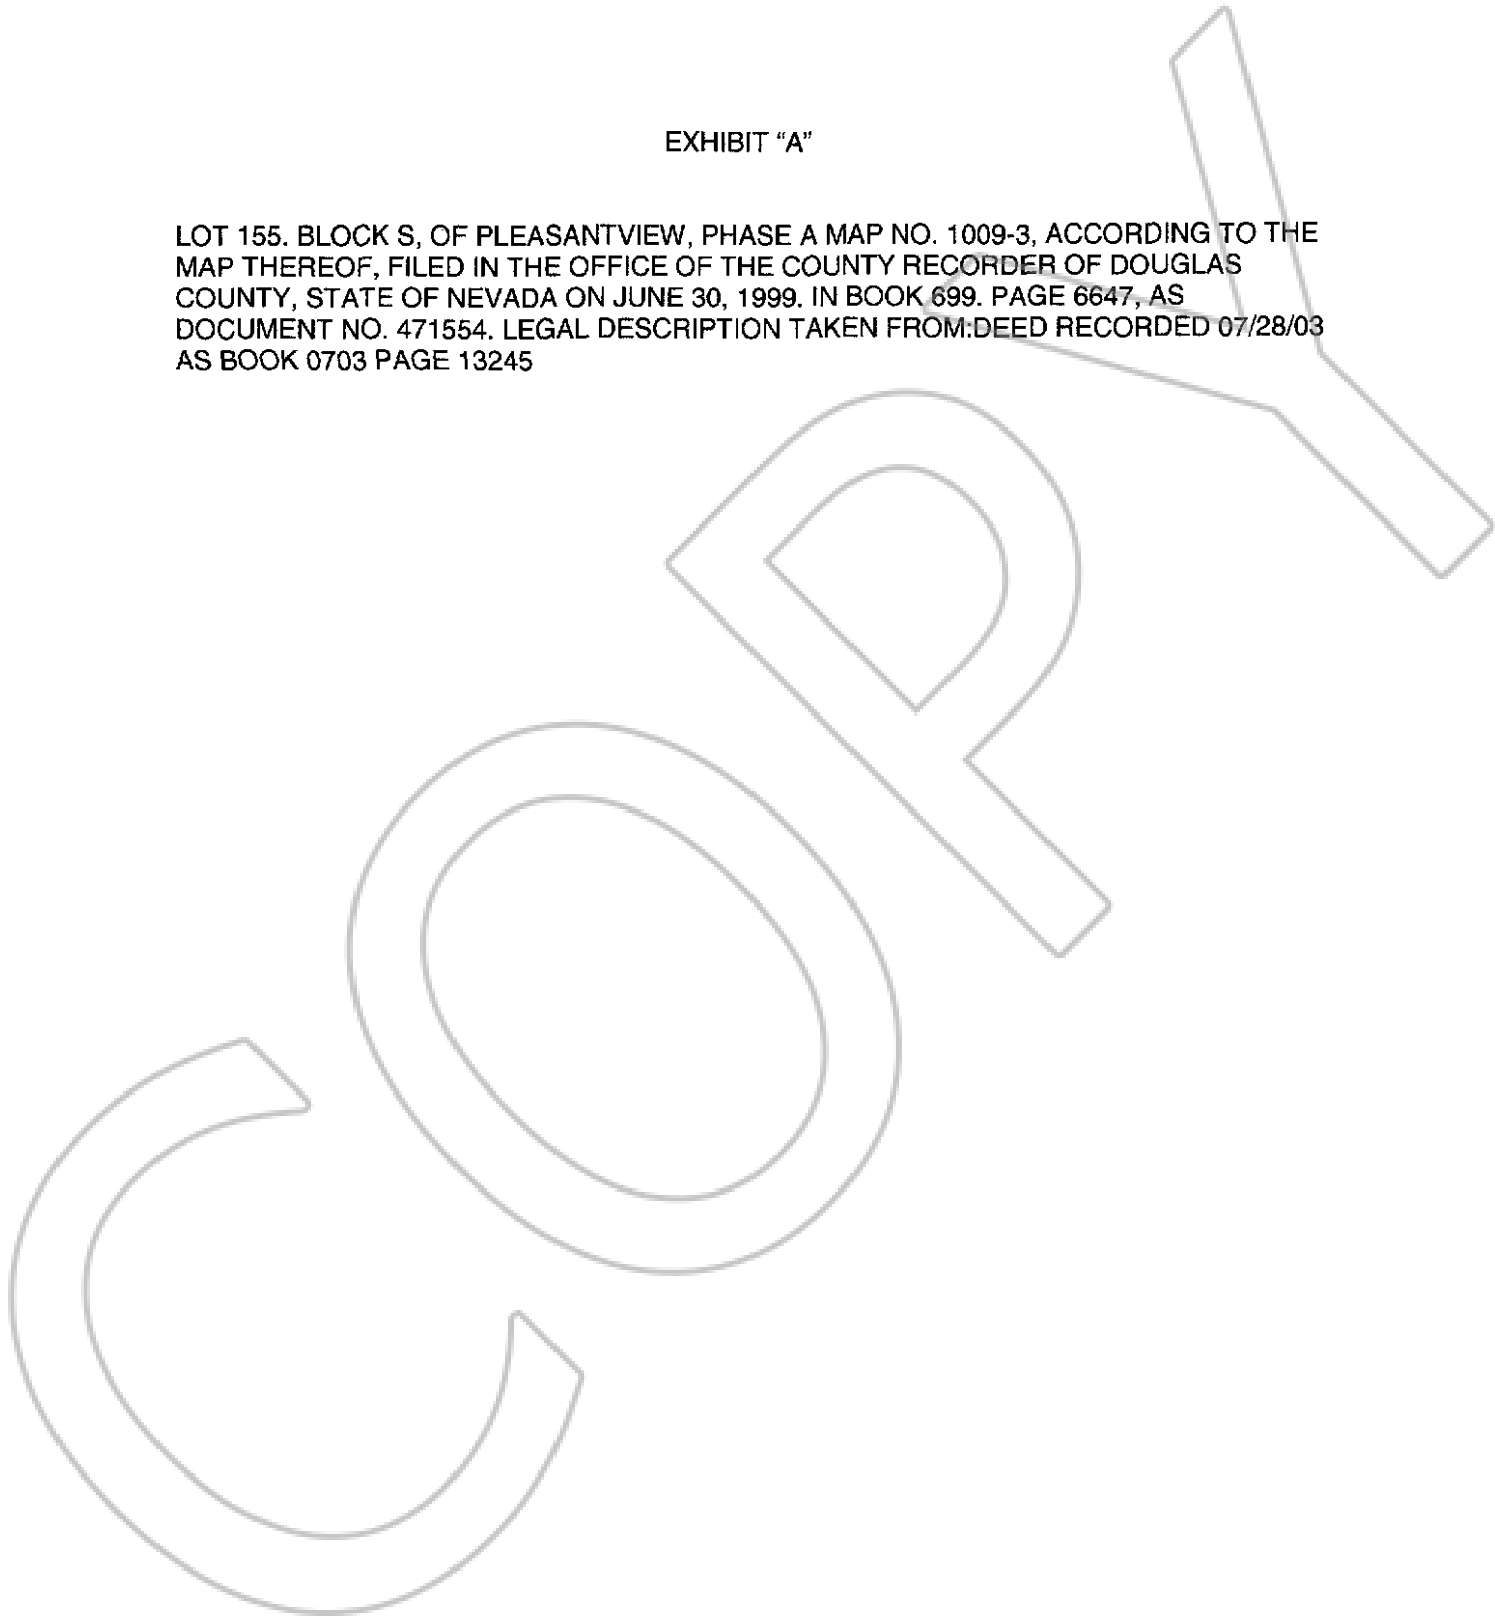 EXHIBIT “A”
LOT 155. BLOCK S, OF PLEASANTVIEW, PHASE A MAP NO. 1009-3, ACCORDING TO THE
MAP THEREOF, FILED IN THE OFFICE OF THE COUNTY RECORDER OF DOUGLAS
COUNTY, STATE OF NEVADA ON JUNE 30, 1999. IN BOOK 699. PAGE 6647, AS
DOCUMENT NO. 471554. LEGAL DESCRIPTION TAKEN FROM:DEED RECORDED 07/28/03
AS BOOK 0703 PAGE 13245
COPY